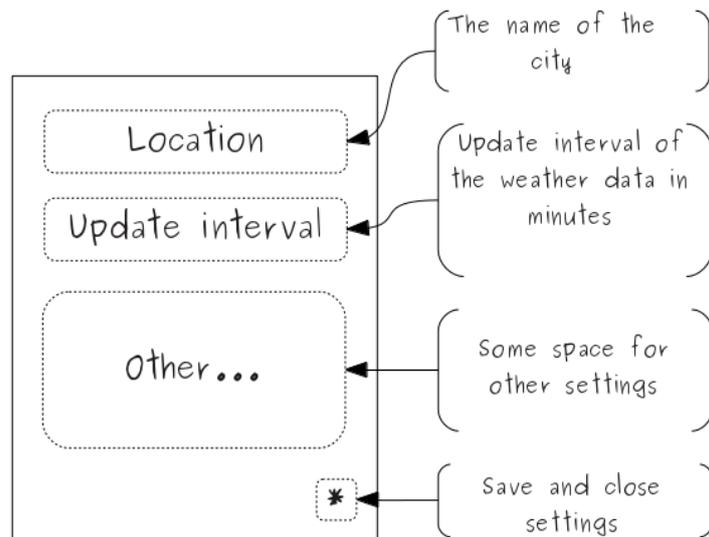 The name of the
city
Location
Update interval of
the weather data in
minutes
Update interval
Other...
Some space for
other settings
*
Save and close
settings